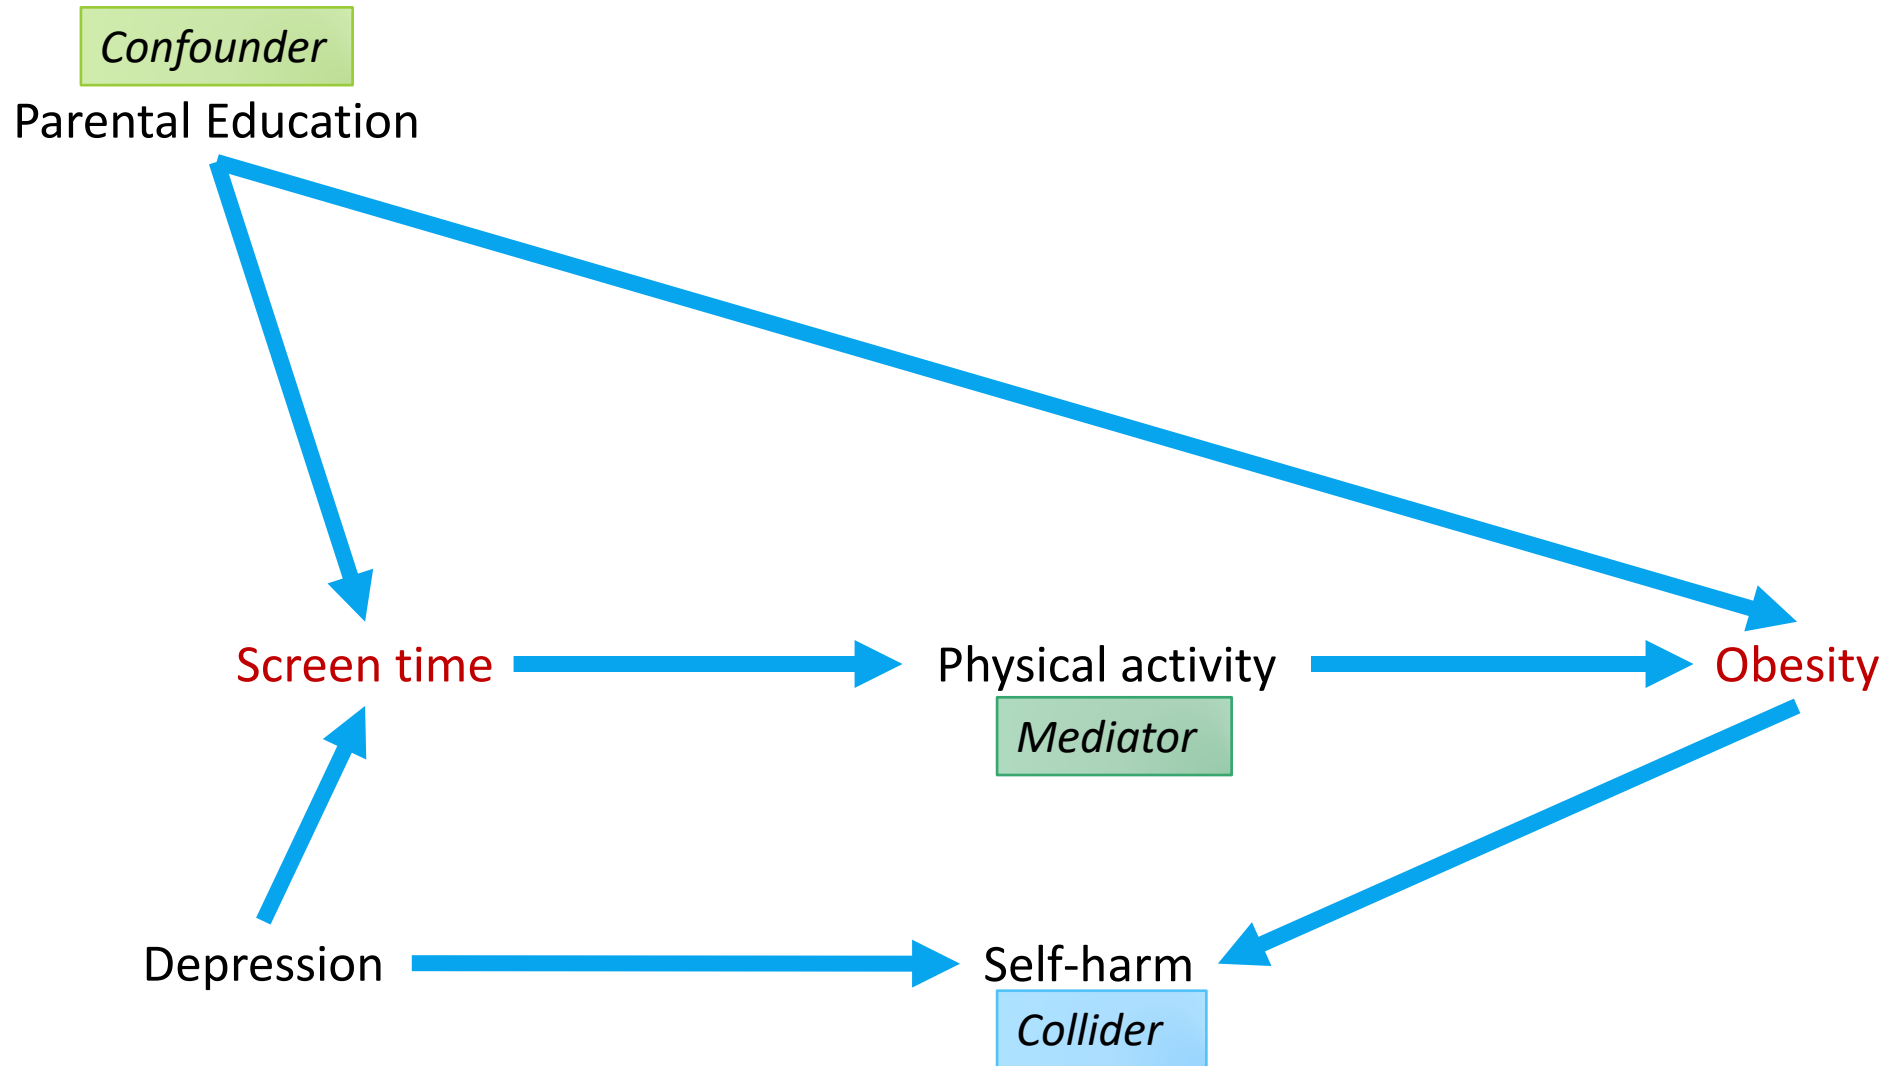 Confounder
Parental Education
Screen time
Physical activity
Obesity
Mediator
Depression
Self-harm
Collider